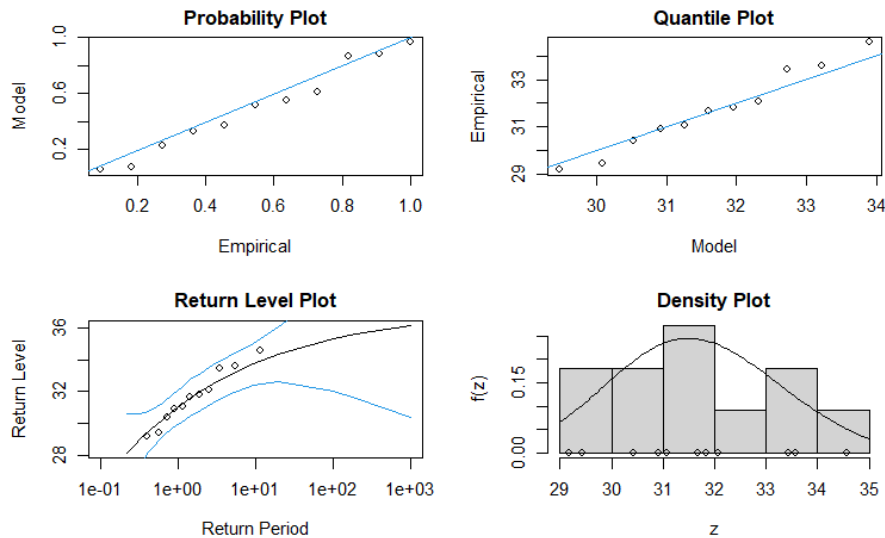 Probability Plot
Model
1.0
0.6
0.2
0.2 0.4 0.6 0.8 1.0
Empirical
Quantile Plot
Empirical
33
31
29
30 31 32 33 34
Model
Return Level Plot
Return Level
36
32
28
1e-01 1e+00 1e+01 1e+02 1e+03
Return Period
Density Plot
f(z)
0.15
0.00
29 30 31 32 33 34 35
z